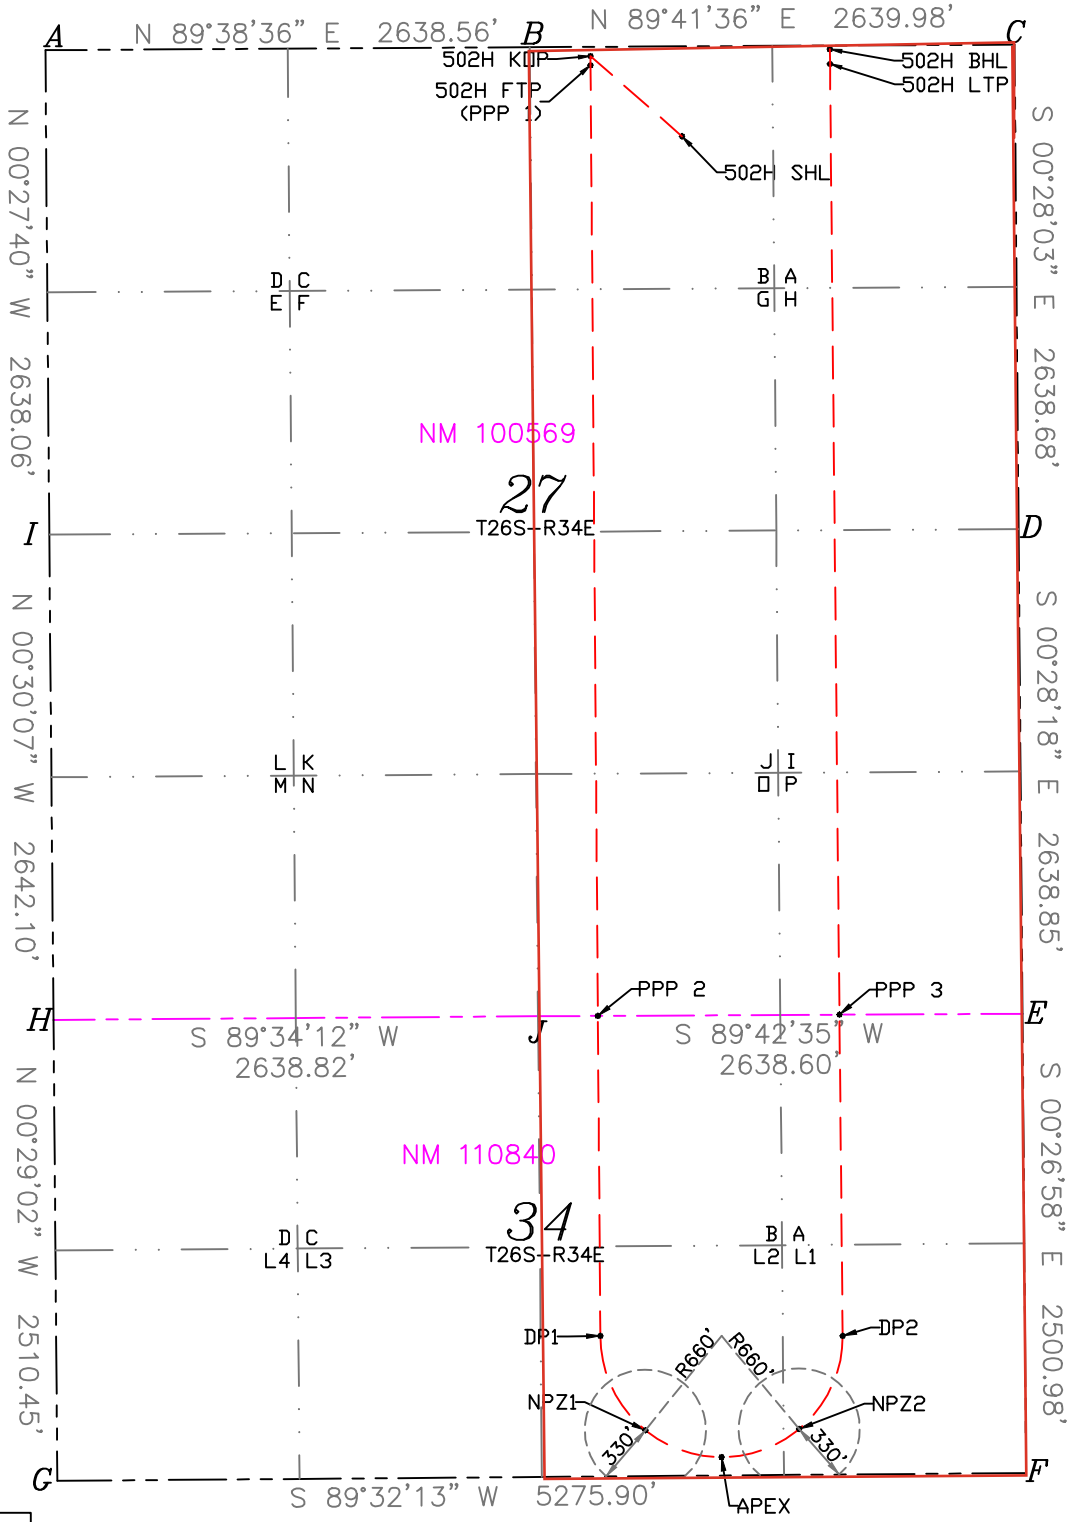 N 89°38'36" E 2638.56'
N 89°41'36" E 2639.98'
A
B
C
502H KOP
502H FTP
(PPP 1)
502H BHL
502H LTP
502H SHL
N 00°27'40" W 2638.06'
S 00°28'03" E 2638.68'
D C
E F
B A
G H
NM 100569
27
T26S-R34E
I
D
N 00°30'07" W 2642.10'
S 00°28'18" E 2638.85'
L K
M N
J I
O P
PPP 2
PPP 3
H
J
E
S 89°34'12" W
2638.82'
S 89°42'35" W
2638.60'
N 00°29'02" W 2510.45'
S 00°26'58" E 2500.98'
NM 110840
34
T26S-R34E
D C
L4 L3
B A
L2 L1
DP1
DP2
R660'
R660'
NPZ1
NPZ2
330'
330'
G
F
S 89°32'13" W 5275.90'
APEX